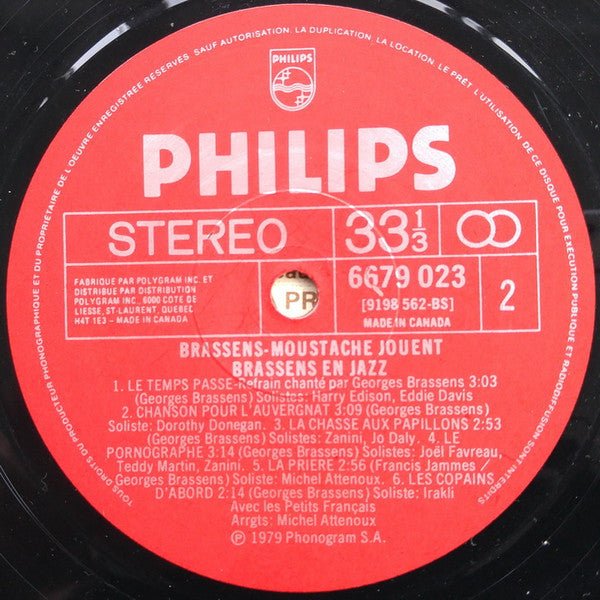 TOUS DROITS DU PRODUCTEUR PHONOGRAPHIQUE ET DU PROPRIÉTAIRE DE L'OEUVRE ENREGISTRÉE RÉSERVÉS. SAUF AUTORISATION, LA DUPLICATION, LA LOCATION, LE PRÊT, L'UTILISATION DE CE DISQUE POUR EXÉCUTION PUBLIQUE ET RADIODIFFUSION SONT INTERDITS
PHILIPS
PHILIPS
STEREO
33 1/3
FABRIQUE PAR POLYGRAM INC. ET
DISTRIBUE PAR DISTRIBUTION
POLYGRAM INC., 6000 COTE DE
LIESSE, ST-LAURENT, QUEBEC
H4T 1E3 – MADE IN CANADA
PR
6679 023
[9198 562-BS]
MADE IN CANADA
2
BRASSENS-MOUSTACHE JOUENT
BRASSENS EN JAZZ
1. LE TEMPS PASSE-Refrain chanté par Georges Brassens 3:03
(Georges Brassens) Solistes: Harry Edison, Eddie Davis
2. CHANSON POUR L'AUVERGNAT 3:09 (Georges Brassens)
Soliste: Dorothy Donegan. 3. LA CHASSE AUX PAPILLONS 2:53
(Georges Brassens) Solistes: Zanini, Jo Daly. 4. LE
PORNOGRAPHE 3:14 (Georges Brassens) Solistes: Joël Favreau,
Teddy Martin, Zanini. 5. LA PRIERE 2:56 (Francis Jammes /
Georges Brassens) Soliste: Michel Attenoux. 6. LES COPAINS
D'ABORD 2:14 (Georges Brassens) Soliste: Irakli
Avec les Petits Français
Arrgts: Michel Attenoux
℗ 1979 Phonogram S.A.